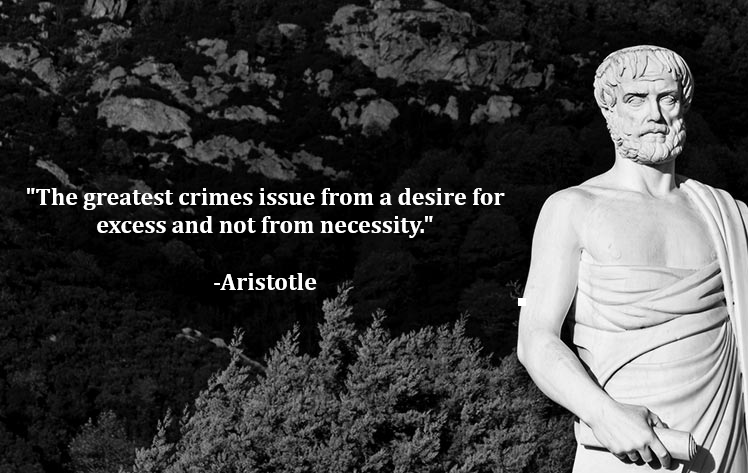 "The greatest crimes issue from a desire for
excess and not from necessity."
-Aristotle